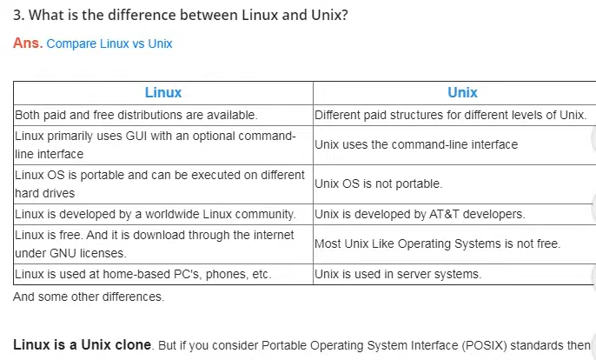 3. What is the difference between Linux and Unix?
Ans. Compare Linux vs Unix
Linux Unix
Both paid and free distributions are available. Different paid structures for different levels of Unix.
Linux primarily uses GUI with an optional command-
line interface
Unix uses the command-line interface
Linux OS is portable and can be executed on different
hard drives
Unix OS is not portable.
Linux is developed by a worldwide Linux community. Unix is developed by AT&T developers.
Linux is free. And it is download through the internet
under GNU licenses.
Most Unix Like Operating Systems is not free.
Linux is used at home-based PC's, phones, etc. Unix is used in server systems.
And some other differences.
Linux is a Unix clone. But if you consider Portable Operating System Interface (POSIX) standards then